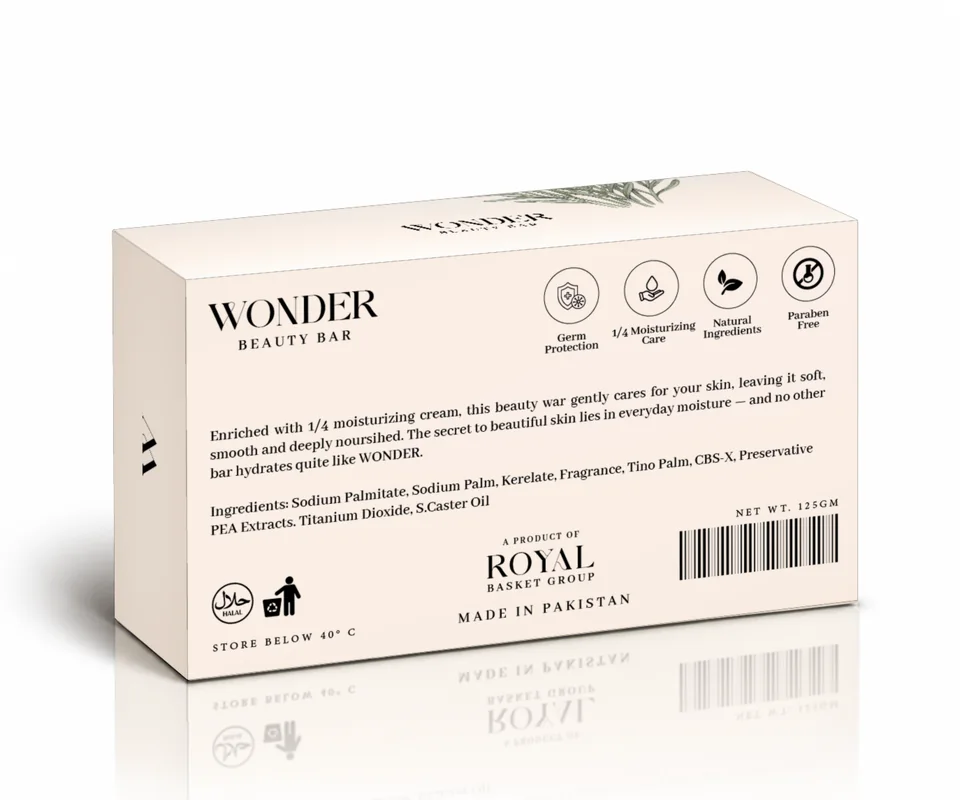 WONDER
BEAUTY BAR
WONDER
BEAUTY BAR
Germ
Protection
1/4 Moisturizing
Care
Natural
Ingredients
Paraben
Free
Enriched with 1/4 moisturizing cream, this beauty war gently cares for your skin, leaving it soft,
smooth and deeply noursihed. The secret to beautiful skin lies in everyday moisture — and no other
bar hydrates quite like WONDER.
Ingredients: Sodium Palmitate, Sodium Palm, Kerelate, Fragrance, Tino Palm, CBS-X, Preservative
PEA Extracts. Titanium Dioxide, S.Caster Oil
NET WT. 125GM
A PRODUCT OF
ROYAL
BASKET GROUP
MADE IN PAKISTAN
حلال
HALAL
STORE BELOW 40° C